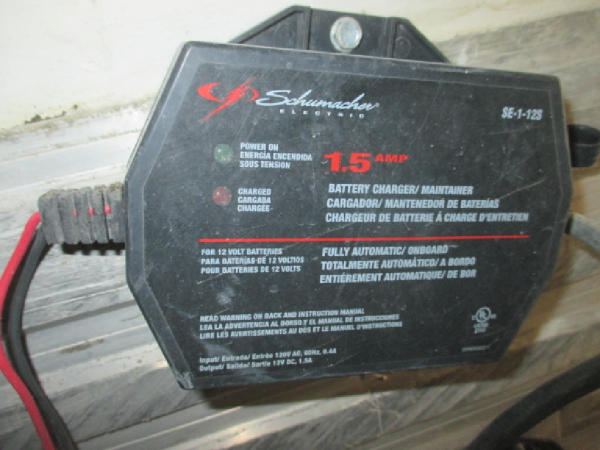 Schumacher
ELECTRIC
SE-1-12S
POWER ON
ENERGÍA ENCENDIDA
SOUS TENSION
1.5 AMP
CHARGED
CARGADA
CHARGÉE
BATTERY CHARGER/ MAINTAINER
CARGADOR/ MANTENEDOR DE BATERÍAS
CHARGEUR DE BATTERIE À CHARGE D'ENTRETIEN
FOR 12 VOLT BATTERIES
PARA BATERÍAS DE 12 VOLTIOS
POUR BATTERIES DE 12 VOLTS
FULLY AUTOMATIC/ ONBOARD
TOTALMENTE AUTOMÁTICO/ A BORDO
ENTIÈREMENT AUTOMATIQUE/ DE BOR
READ WARNING ON BACK AND INSTRUCTION MANUAL
LEA LA ADVERTENCIA AL DORSO Y EL MANUAL DE INSTRUCCIONES
LIRE LES AVERTISSEMENTS AU DOS ET LE MANUEL D'INSTRUCTIONS
Input/ Entrada/ Entrée 120V AC, 60Hz, 0.4A
Output/ Salida/ Sortie 12V DC, 1.5A
UL
LISTED